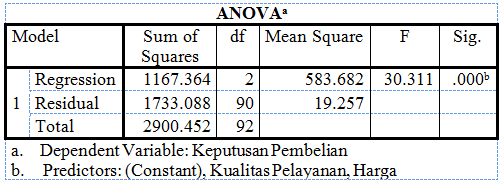 ANOVAa
Model Sum of Squares df Mean Square F Sig.
1 Regression 1167.364 2 583.682 30.311 .000b
Residual 1733.088 90 19.257
Total 2900.452 92
a. Dependent Variable: Keputusan Pembelian
b. Predictors: (Constant), Kualitas Pelayanan, Harga